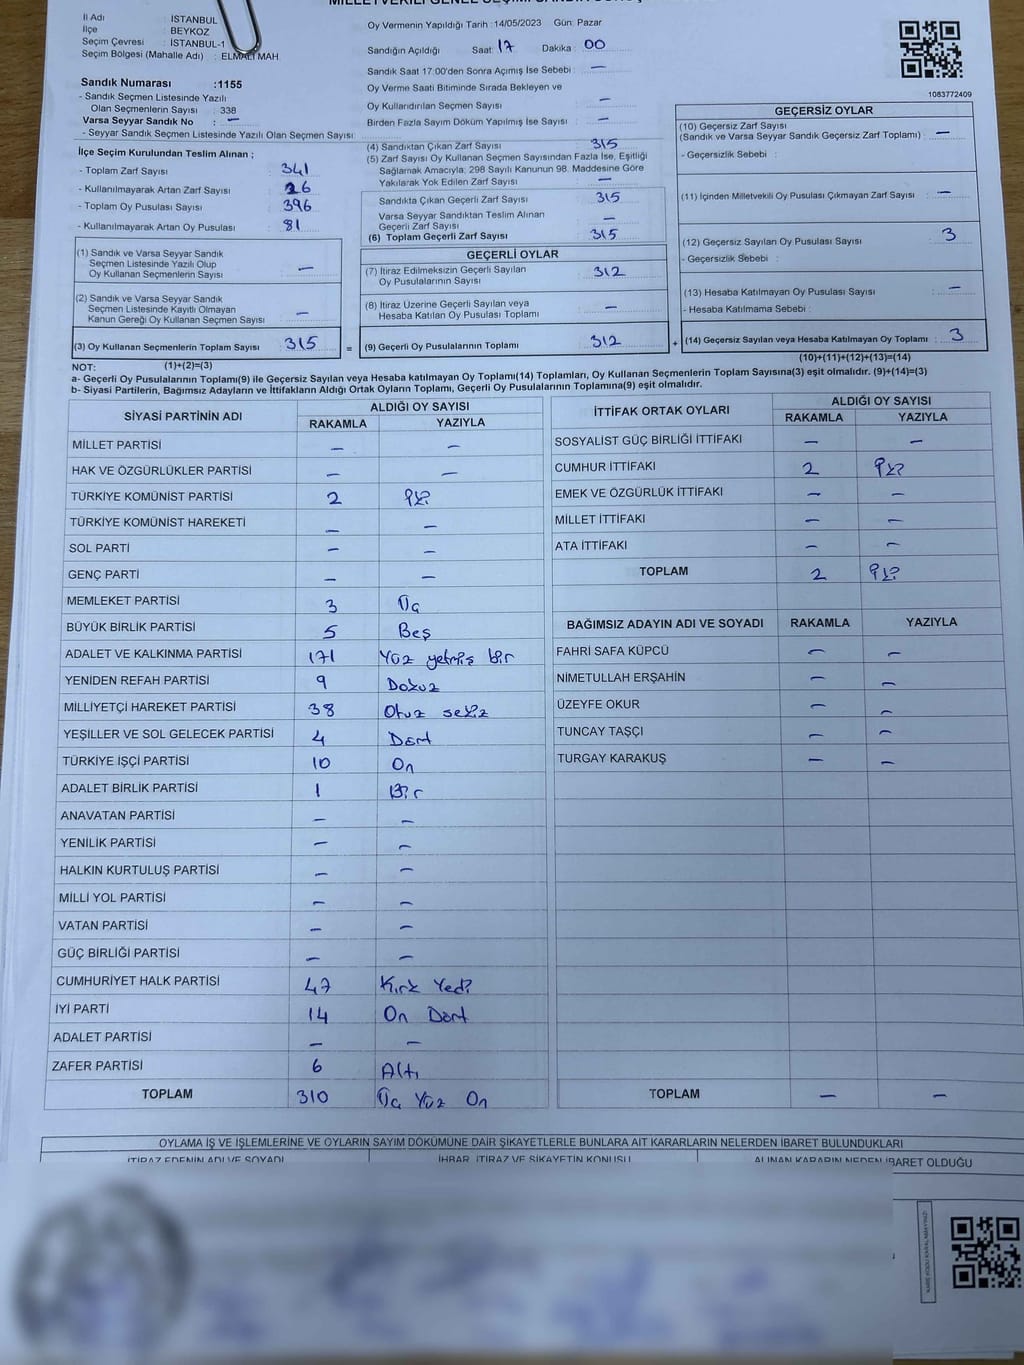 İl Adı : İSTANBUL
İlçe : BEYKOZ
Seçim Çevresi : İSTANBUL-1
Seçim Bölgesi (Mahalle Adı) : ELMALI MAH
Sandık Numarası :1155
- Sandık Seçmen Listesinde Yazılı
Olan Seçmenlerin Sayısı : 338
Varsa Seyyar Sandık No : –
- Seyyar Sandık Seçmen Listesinde Yazılı Olan Seçmen Sayısı:
İlçe Seçim Kurulundan Teslim Alınan ;
- Toplam Zarf Sayısı : 341
- Kullanılmayarak Artan Zarf Sayısı : 26
- Toplam Oy Pusulası Sayısı : 396
- Kullanılmayarak Artan Oy Pusulası : 81
(1) Sandık ve Varsa Seyyar Sandık
Seçmen Listesinde Yazılı Olup
Oy Kullanan Seçmenlerin Sayısı : –
(2) Sandık ve Varsa Seyyar Sandık
Seçmen Listesinde Kayıtlı Olmayan
Kanun Gereği Oy Kullanan Seçmen Sayısı : –
(3) Oy Kullanan Seçmenlerin Toplam Sayısı : 315 =
Oy Vermenin Yapıldığı Tarih :14/05/2023 Gün: Pazar
Sandığın Açıldığı Saat: 17 Dakika : 00
Sandık Saat 17:00'den Sonra Açımış İse Sebebi : –
Oy Verme Saati Bitiminde Sırada Bekleyen ve
Oy Kullandırılan Seçmen Sayısı : –
Birden Fazla Sayım Döküm Yapılmış İse Sayısı : –
(4) Sandıktan Çıkan Zarf Sayısı : 315
(5) Zarf Sayısı Oy Kullanan Seçmen Sayısından Fazla İse, Eşitliği
Sağlamak Amacıyla; 298 Sayılı Kanunun 98. Maddesine Göre
Yakılarak Yok Edilen Zarf Sayısı : –
Sandıkta Çıkan Geçerli Zarf Sayısı : 315
Varsa Seyyar Sandıktan Teslim Alınan
Geçerli Zarf Sayısı : –
(6) Toplam Geçerli Zarf Sayısı : 315
GEÇERLİ OYLAR
(7) İtiraz Edilmeksizin Geçerli Sayılan
Oy Pusulalarının Sayısı : 312
(8) İtiraz Üzerine Geçerli Sayılan veya
Hesaba Katılan Oy Pusulası Toplamı : –
(9) Geçerli Oy Pusulalarının Toplamı : 312 +
1083772409
GEÇERSİZ OYLAR
(10) Geçersiz Zarf Sayısı
(Sandık ve Varsa Seyyar Sandık Geçersiz Zarf Toplamı) : –
- Geçersizlik Sebebi :
(11) İçinden Milletvekili Oy Pusulası Çıkmayan Zarf Sayısı : –
(12) Geçersiz Sayılan Oy Pusulası Sayısı : 3
- Geçersizlik Sebebi :
(13) Hesaba Katılmayan Oy Pusulası Sayısı : –
- Hesaba Katılmama Sebebi :
(14) Geçersiz Sayılan veya Hesaba Katılmayan Oy Toplamı : 3
NOT: (1)+(2)=(3)
(10)+(11)+(12)+(13)=(14)
a- Geçerli Oy Pusulalarının Toplamı(9) ile Geçersiz Sayılan veya Hesaba katılmayan Oy Toplamı(14) Toplamları, Oy Kullanan Seçmenlerin Toplam Sayısına(3) eşit olmalıdır. (9)+(14)=(3)
b- Siyasi Partilerin, Bağımsız Adayların ve İttifakların Aldığı Ortak Oyların Toplamı, Geçerli Oy Pusulalarının Toplamına(9) eşit olmalıdır.
SİYASİ PARTİNİN ADI ALDIĞI OY SAYISI
RAKAMLA YAZIYLA
MİLLET PARTİSİ – –
HAK VE ÖZGÜRLÜKLER PARTİSİ – –
TÜRKİYE KOMÜNİST PARTİSİ 2 İki
TÜRKİYE KOMÜNİST HAREKETİ – –
SOL PARTİ – –
GENÇ PARTİ – –
MEMLEKET PARTİSİ 3 Üç
BÜYÜK BİRLİK PARTİSİ 5 Beş
ADALET VE KALKINMA PARTİSİ 171 Yüz yetmiş bir
YENİDEN REFAH PARTİSİ 9 Dokuz
MİLLİYETÇİ HAREKET PARTİSİ 38 Otuz sekiz
YEŞİLLER VE SOL GELECEK PARTİSİ 4 Dört
TÜRKİYE İŞÇİ PARTİSİ 10 On
ADALET BİRLİK PARTİSİ 1 Bir
ANAVATAN PARTİSİ – –
YENİLİK PARTİSİ – –
HALKIN KURTULUŞ PARTİSİ – –
MİLLİ YOL PARTİSİ – –
VATAN PARTİSİ – –
GÜÇ BİRLİĞİ PARTİSİ – –
CUMHURİYET HALK PARTİSİ 47 Kırk Yedi
İYİ PARTİ 14 On Dört
ADALET PARTİSİ – –
ZAFER PARTİSİ 6 Altı
TOPLAM 310 Üç Yüz On
İTTİFAK ORTAK OYLARI ALDIĞI OY SAYISI
RAKAMLA YAZIYLA
SOSYALİST GÜÇ BİRLİĞİ İTTİFAKI – –
CUMHUR İTTİFAKI 2 İki
EMEK VE ÖZGÜRLÜK İTTİFAKI – –
MİLLET İTTİFAKI – –
ATA İTTİFAKI – –
TOPLAM 2 İki
BAĞIMSIZ ADAYIN ADI VE SOYADI RAKAMLA YAZIYLA
FAHRİ SAFA KÜPCÜ – –
NİMETULLAH ERŞAHİN – –
ÜZEYFE OKUR – –
TUNCAY TAŞÇI – –
TURGAY KARAKUŞ – –
TOPLAM – –
OYLAMA İŞ VE İŞLEMLERİNE VE OYLARIN SAYIM DÖKÜMÜNE DAİR ŞİKAYETLERLE BUNLARA AİT KARARLARIN NELERDEN İBARET BULUNDUKLARI
İTİRAZ EDENİN ADI VE SOYADI İHBAR, İTİRAZ VE ŞİKAYETİN KONUSU ALINAN KARARIN NEDEN İBARET OLDUĞU